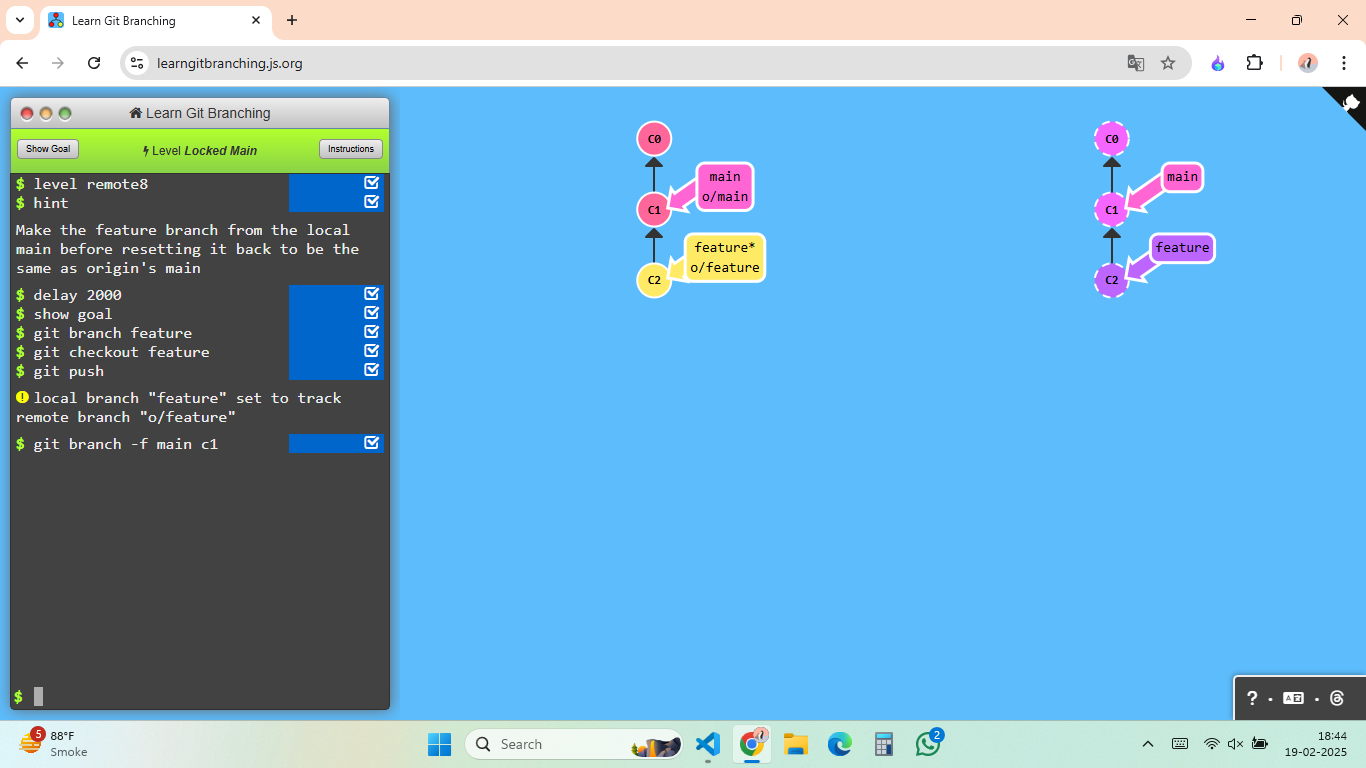 Learn Git Branching
learngitbranching.js.org
Learn Git Branching
Show Goal
Level Locked Main
Instructions
$ level remote8
$ hint
Make the feature branch from the local
main before resetting it back to be the
same as origin's main
$ delay 2000
$ show goal
$ git branch feature
$ git checkout feature
$ git push
local branch "feature" set to track
remote branch "o/feature"
$ git branch -f main c1
$
C0
main
o/main
C1
feature*
o/feature
C2
C0
main
C1
feature
C2
?
5
88°F
Smoke
Search
2
18:44
19-02-2025